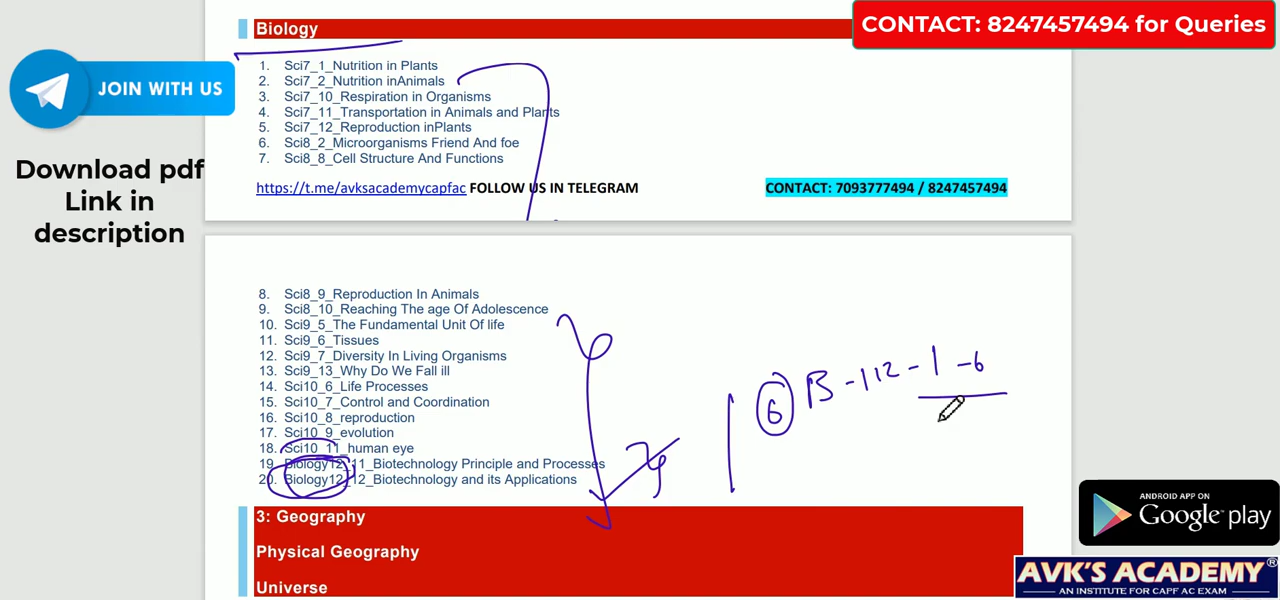 Biology
CONTACT: 8247457494 for Queries
JOIN WITH US
1. Sci7_1_Nutrition in Plants
2. Sci7_2_Nutrition inAnimals
3. Sci7_10_Respiration in Organisms
4. Sci7_11_Transportation in Animals and Plants
5. Sci7_12_Reproduction inPlants
6. Sci8_2_Microorganisms Friend And foe
7. Sci8_8_Cell Structure And Functions
Download pdf
Link in
description
https://t.me/avksacademycapfac FOLLOW US IN TELEGRAM
CONTACT: 7093777494 / 8247457494
8. Sci8_9_Reproduction In Animals
9. Sci8_10_Reaching The age Of Adolescence
10. Sci9_5_The Fundamental Unit Of life
11. Sci9_6_Tissues
12. Sci9_7_Diversity In Living Organisms
13. Sci9_13_Why Do We Fall ill
14. Sci10_6_Life Processes
15. Sci10_7_Control and Coordination
16. Sci10_8_reproduction
17. Sci10_9_evolution
18. Sci10_11_human eye
19. Biology12_11_Biotechnology Principle and Processes
20. Biology12_12_Biotechnology and its Applications
6 B -112 - 1 -6
3: Geography
Physical Geography
Universe
ANDROID APP ON
Google play
AVK'S ACADEMY®
AN INSTITUTE FOR CAPF AC EXAM